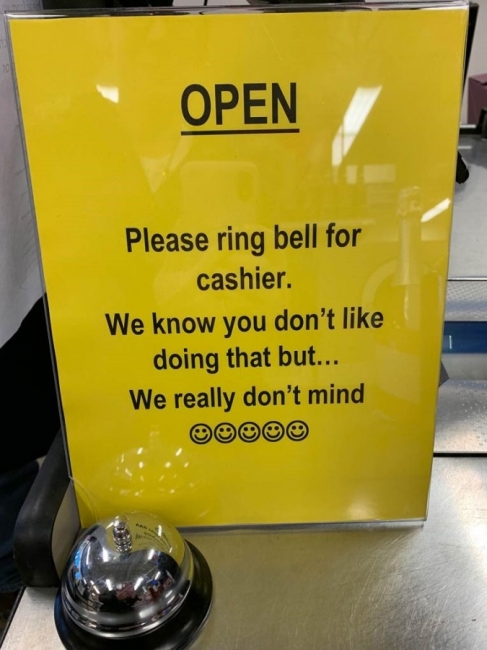 OPEN
Please ring bell for
cashier.
We know you don't like
doing that but...
We really don't mind
☺☺☺☺☺